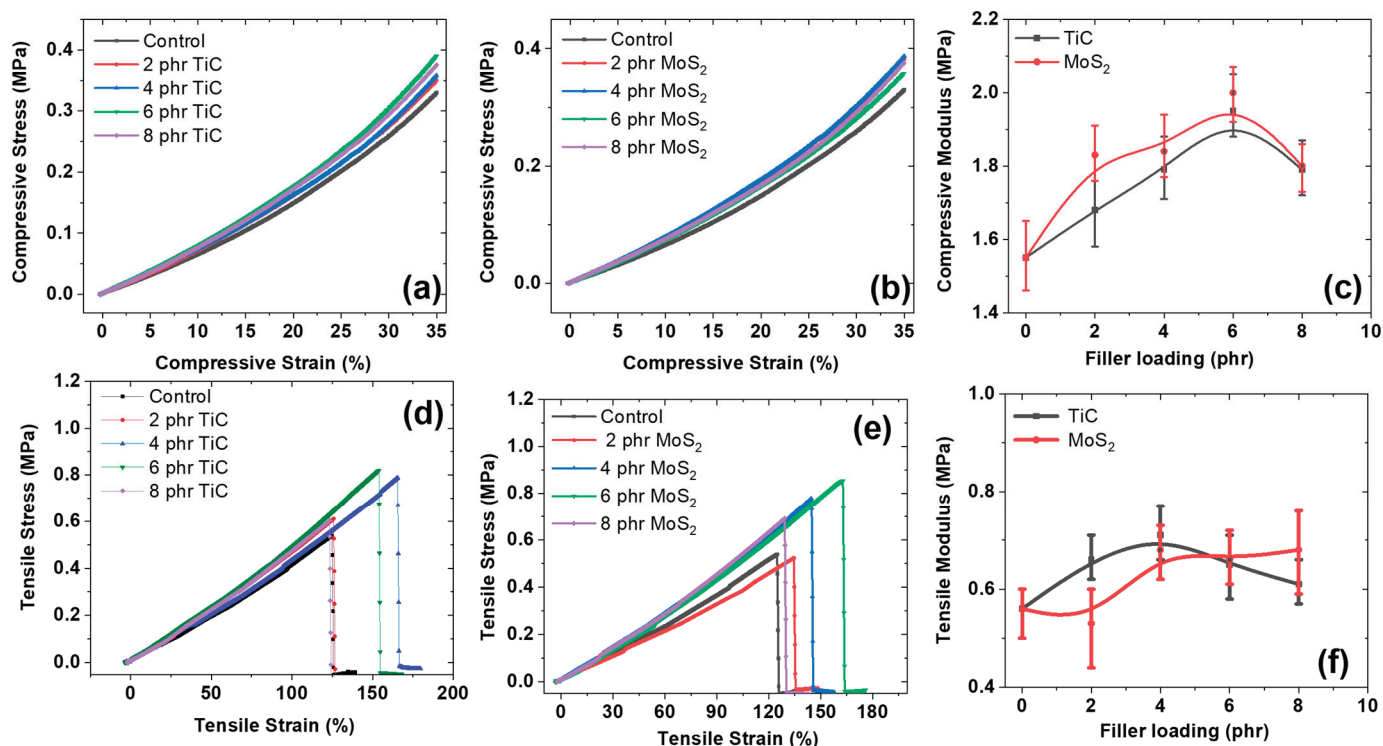 Compressive Stress (MPa)
0.4
0.3
0.2
0.1
0.0
Control
2 phr TiC
4 phr TiC
6 phr TiC
8 phr TiC
(a)
0 5 10 15 20 25 30 35
Compressive Strain (%)
Compressive Stress (MPa)
0.4
0.2
0.0
Control
2 phr MoS2
4 phr MoS2
6 phr MoS2
8 phr MoS2
(b)
0 5 10 15 20 25 30 35
Compressive Strain (%)
Compressive Modulus (MPa)
2.2
2.0
1.8
1.6
1.4
TiC
MoS2
(c)
0 2 4 6 8 10
Filler loading (phr)
Tensile Stress (MPa)
1.2
1.0
0.8
0.6
0.4
0.2
0.0
Control
2 phr TiC
4 phr TiC
6 phr TiC
8 phr TiC
(d)
0 50 100 150 200
Tensile Strain (%)
Tensile Stress (MPa)
1.2
1.0
0.8
0.6
0.4
0.2
0.0
Control
2 phr MoS2
4 phr MoS2
6 phr MoS2
8 phr MoS2
(e)
0 30 60 90 120 150 180
Tensile Strain (%)
Tensile Modulus (MPa)
1.0
0.8
0.6
0.4
TiC
MoS2
(f)
0 2 4 6 8 10
Filler loading (phr)